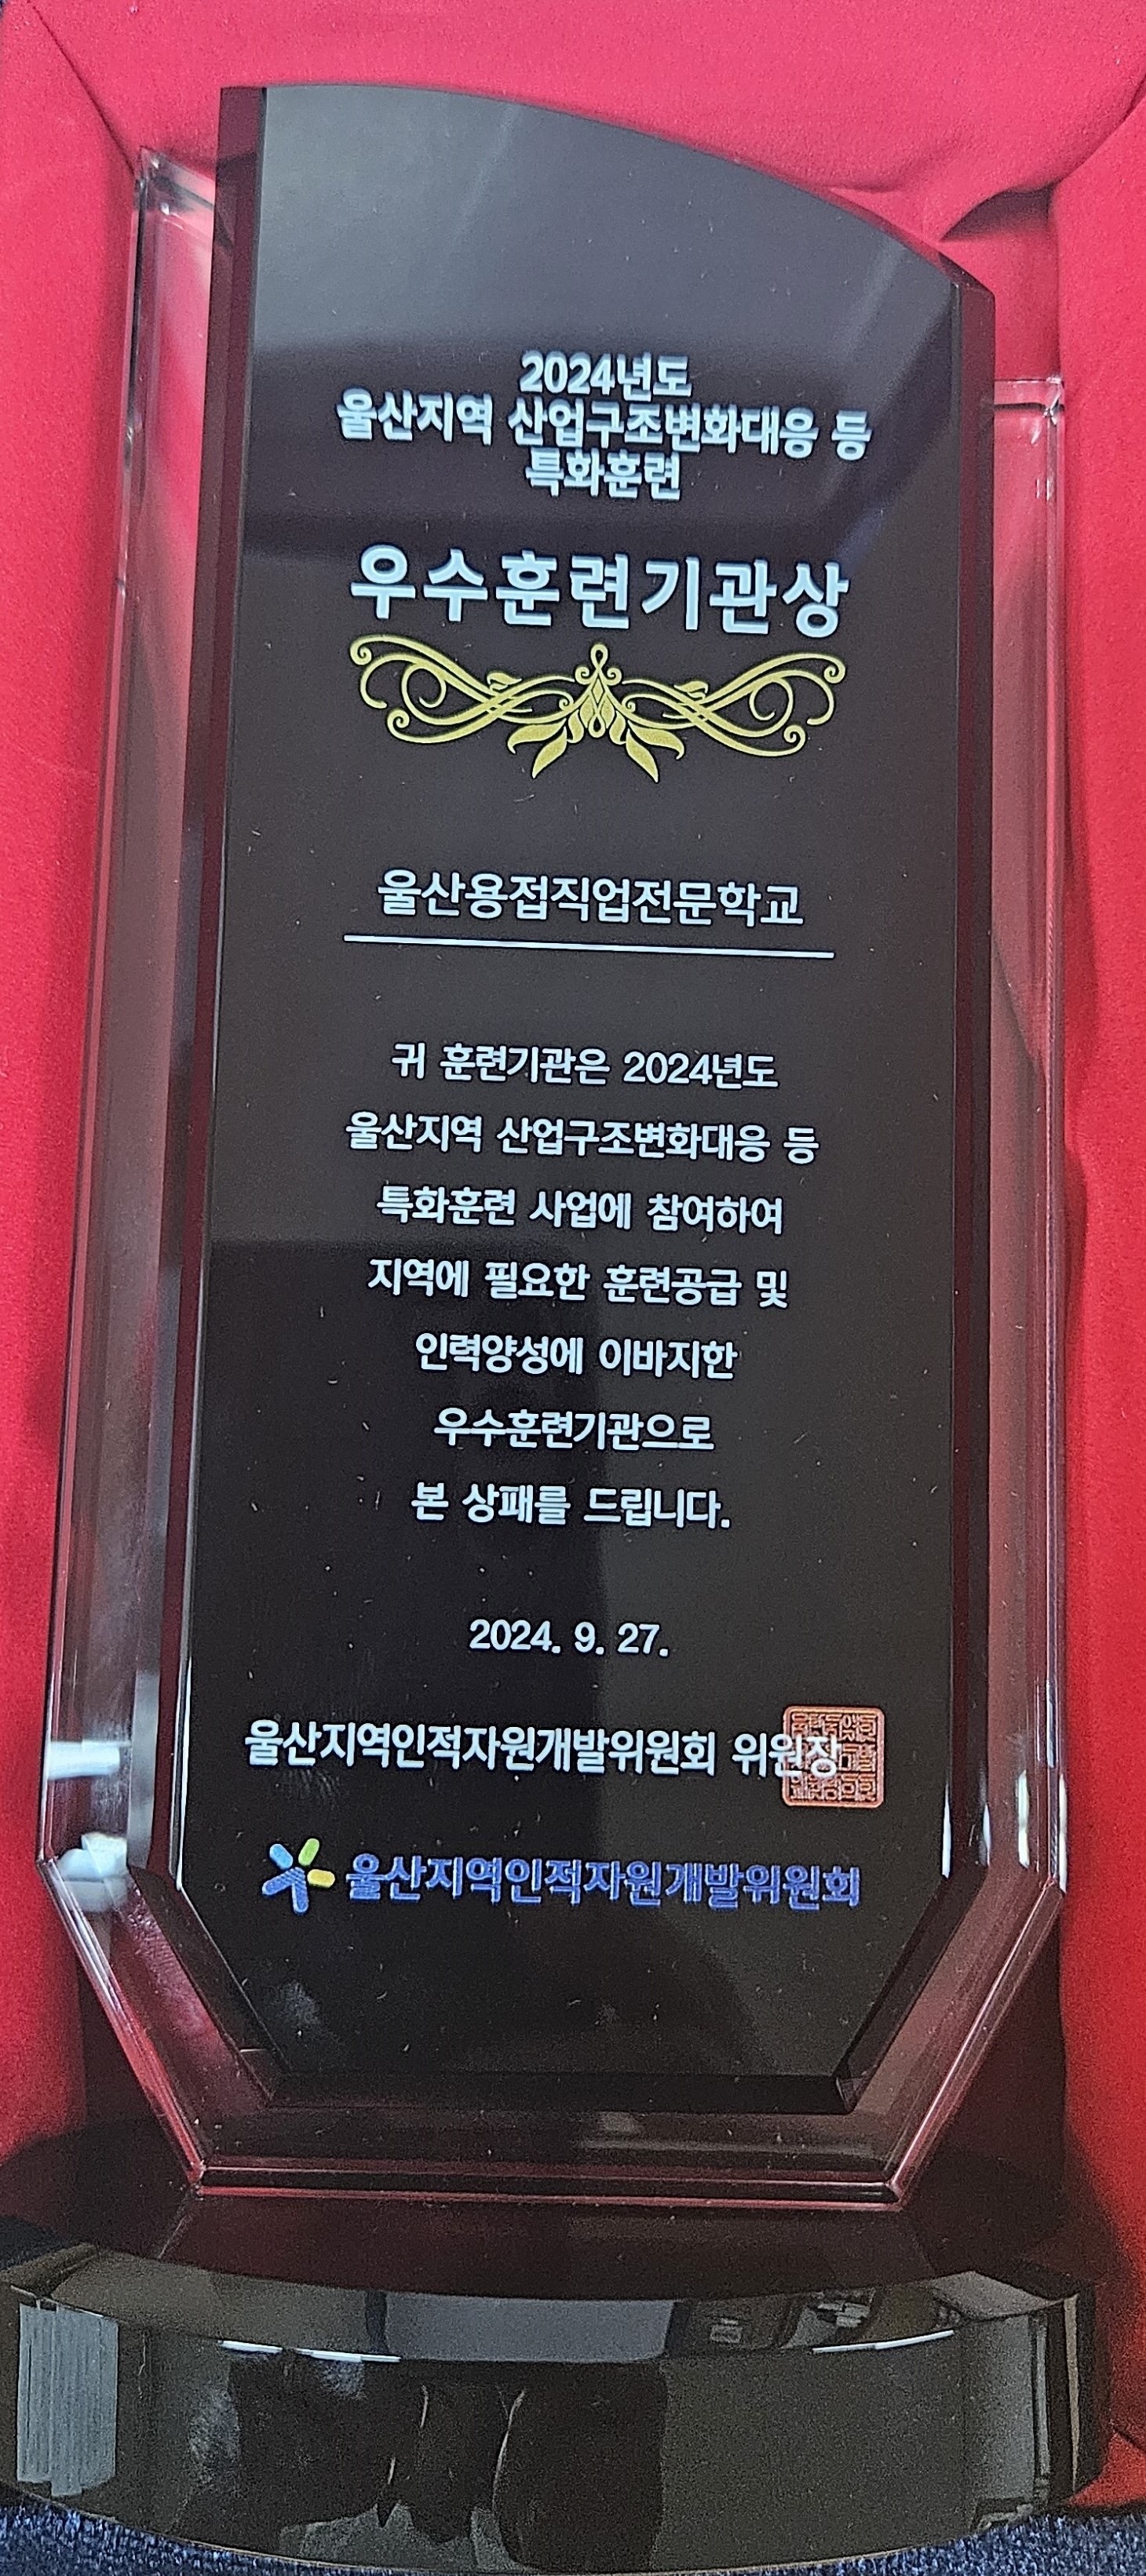 2024년도
울산지역 산업구조변화대응 등
특화훈련
우수훈련기관상
울산용접직업전문학교
귀 훈련기관은 2024년도
울산지역 산업구조변화대응 등
특화훈련 사업에 참여하여
지역에 필요한 훈련공급 및
인력양성에 이바지한
우수훈련기관으로
본 상패를 드립니다.
2024. 9. 27.
울산지역인적자원개발위원회 위원장
울산지역인적자원개발위원회